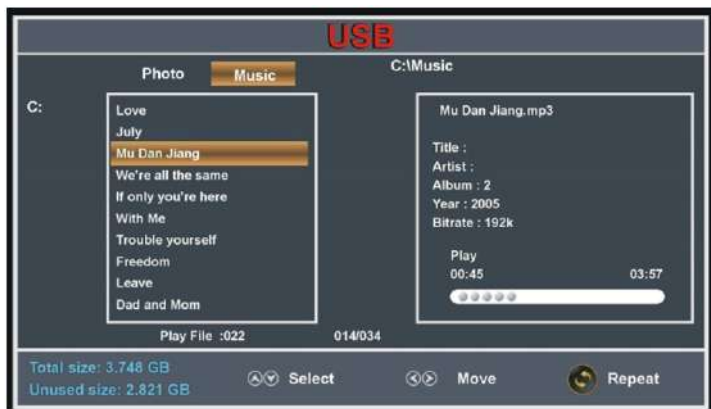 USB
Photo
Music
C:\Music
C:
Love
July
Mu Dan Jiang
We're all the same
If only you're here
With Me
Trouble yourself
Freedom
Leave
Dad and Mom
Mu Dan Jiang.mp3
Title :
Artist :
Album : 2
Year : 2005
Bitrate : 192k
Play
00:45 03:57
Play File :022 014/034
Total size: 3.748 GB
Unused size: 2.821 GB
Select
Move
Repeat